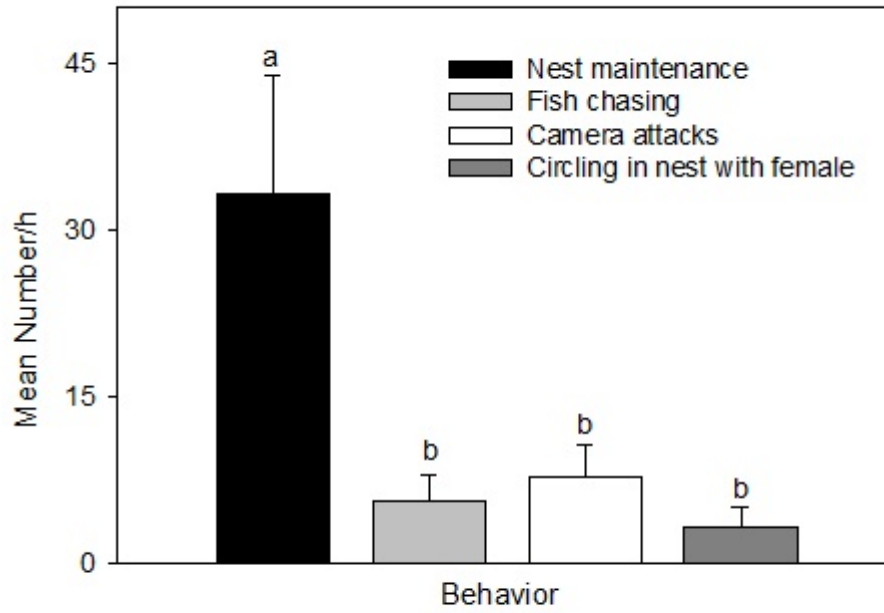 45
30
15
0
Mean Number/h
a
b
b
b
Nest maintenance
Fish chasing
Camera attacks
Circling in nest with female
Behavior